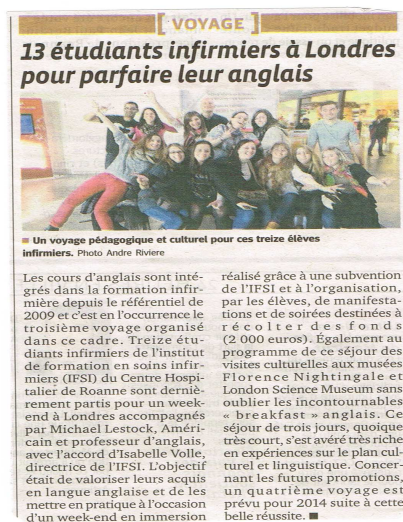 [ VOYAGE ]
13 étudiants infirmiers à Londres
pour parfaire leur anglais
Un voyage pédagogique et culturel pour ces treize élèves
infirmiers. Photo Andre Riviere
Les cours d'anglais sont inté-
grés dans la formation infir-
mière depuis le référentiel de
2009 et c'est en l'occurrence le
troisième voyage organisé
dans ce cadre. Treize étu-
diants infirmiers de l'institut
de formation en soins infir-
miers (IFSI) du Centre Hospi-
talier de Roanne sont derniè-
rement partis pour un week-
end à Londres accompagnés
par Michael Lestock, Améri-
cain et professeur d'anglais,
avec l'accord d'Isabelle Volle,
directrice de l'IFSI. L'objectif
était de valoriser leurs acquis
en langue anglaise et de les
mettre en pratique à l'occasion
d'un week-end en immersion
réalisé grâce à une subvention
de l'IFSI et à l'organisation,
par les élèves, de manifesta-
tions et de soirées destinées à
récolter des fonds
(2 000 euros). Également au
programme de ce séjour des
visites culturelles aux musées
Florence Nightingale et
London Science Museum sans
oublier les incontournables
« breakfast » anglais. Ce
séjour de trois jours, quoique
très court, s'est avéré très riche
en expériences sur le plan cul-
turel et linguistique. Concer-
nant les futures promotions,
un quatrième voyage est
prévu pour 2014 suite à cette
belle réussite.